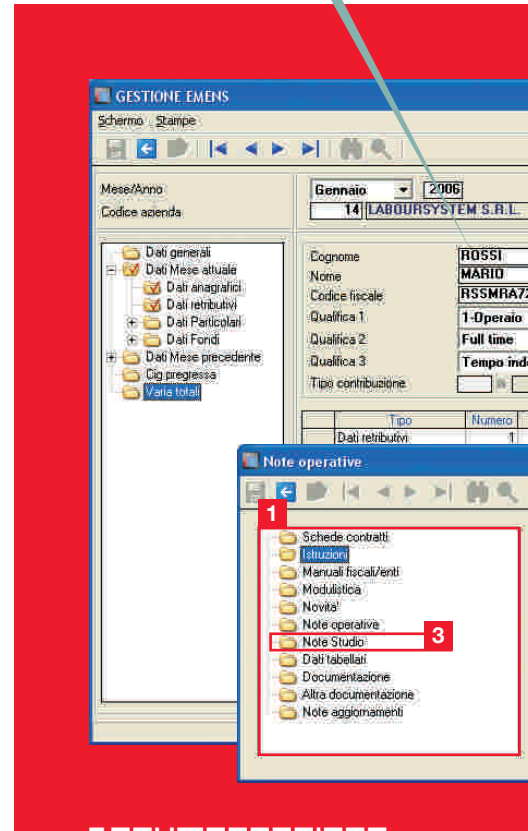 GESTIONE EMENS
Schermo Stampe
Mese/Anno
Gennaio 2006
Codice azienda
14 LABOURSYSTEM S.R.L.
Dati generali
Dati Mese attuale
Dati anagrafici
Dati retributivi
Dati Particolari
Dati Fondi
Dati Mese precedente
Cig pregressa
Varia totali
Cognome ROSSI
Nome MARIO
Codice fiscale RSSMRA72
Qualifica 1 1-Operaio
Qualifica 2 Full time
Qualifica 3 Tempo inde
Tipo contribuzione
Tipo Numero
Dati retributivi 1
Note operative
1
Schede contratti
Istruzioni
Manuali fiscali/enti
Modulistica
Novita'
Note operative
Note Studio
3
Dati tabellati
Documentazione
Altra documentazione
Note aggiornamenti